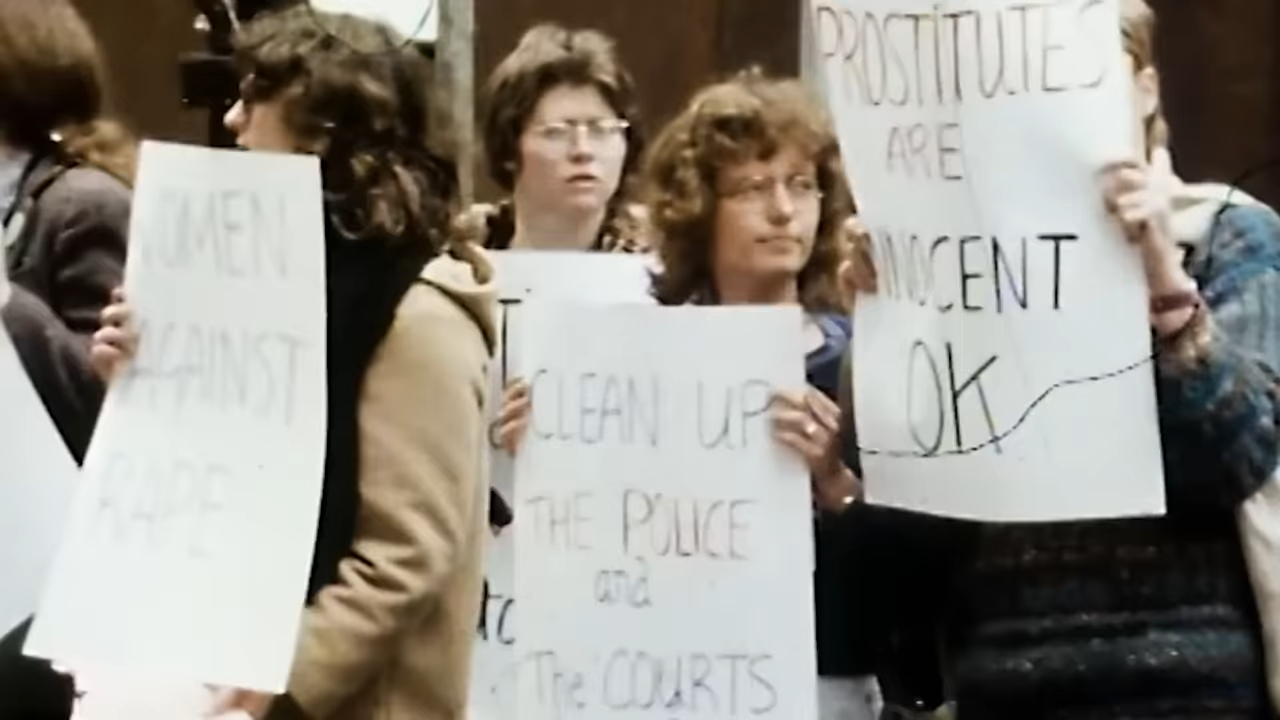 WOMEN
AGAINST
RAPE
CLEAN UP
THE POLICE
and
The COURTS
PROSTITUTES
ARE
INNOCENT
OK